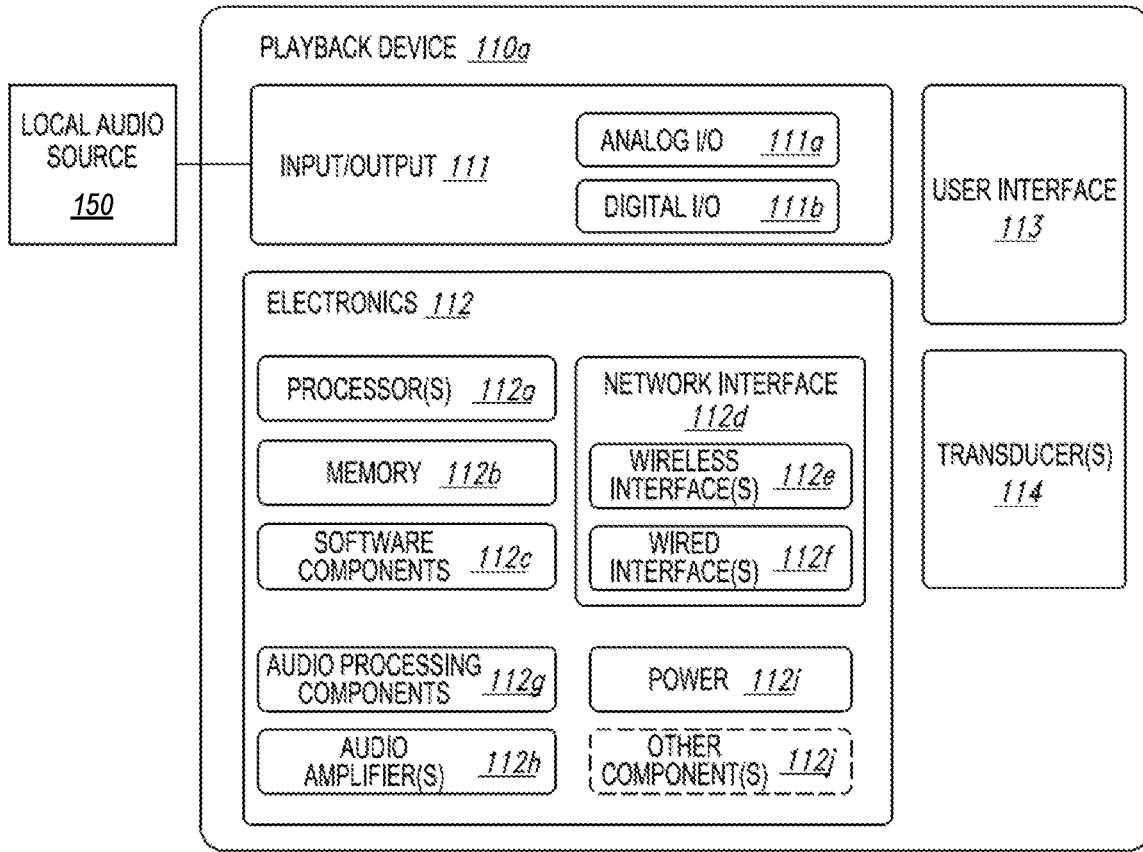 PLAYBACK DEVICE 110a
LOCAL AUDIO
SOURCE
150
INPUT/OUTPUT 111
ANALOG I/O 111a
DIGITAL I/O 111b
USER INTERFACE
113
ELECTRONICS 112
PROCESSOR(S) 112a
MEMORY 112b
SOFTWARE
COMPONENTS 112c
NETWORK INTERFACE
112d
WIRELESS
INTERFACE(S) 112e
WIRED
INTERFACE(S) 112f
TRANSDUCER(S)
114
AUDIO PROCESSING
COMPONENTS 112g
AUDIO
AMPLIFIER(S) 112h
POWER 112i
OTHER
COMPONENT(S) 112j